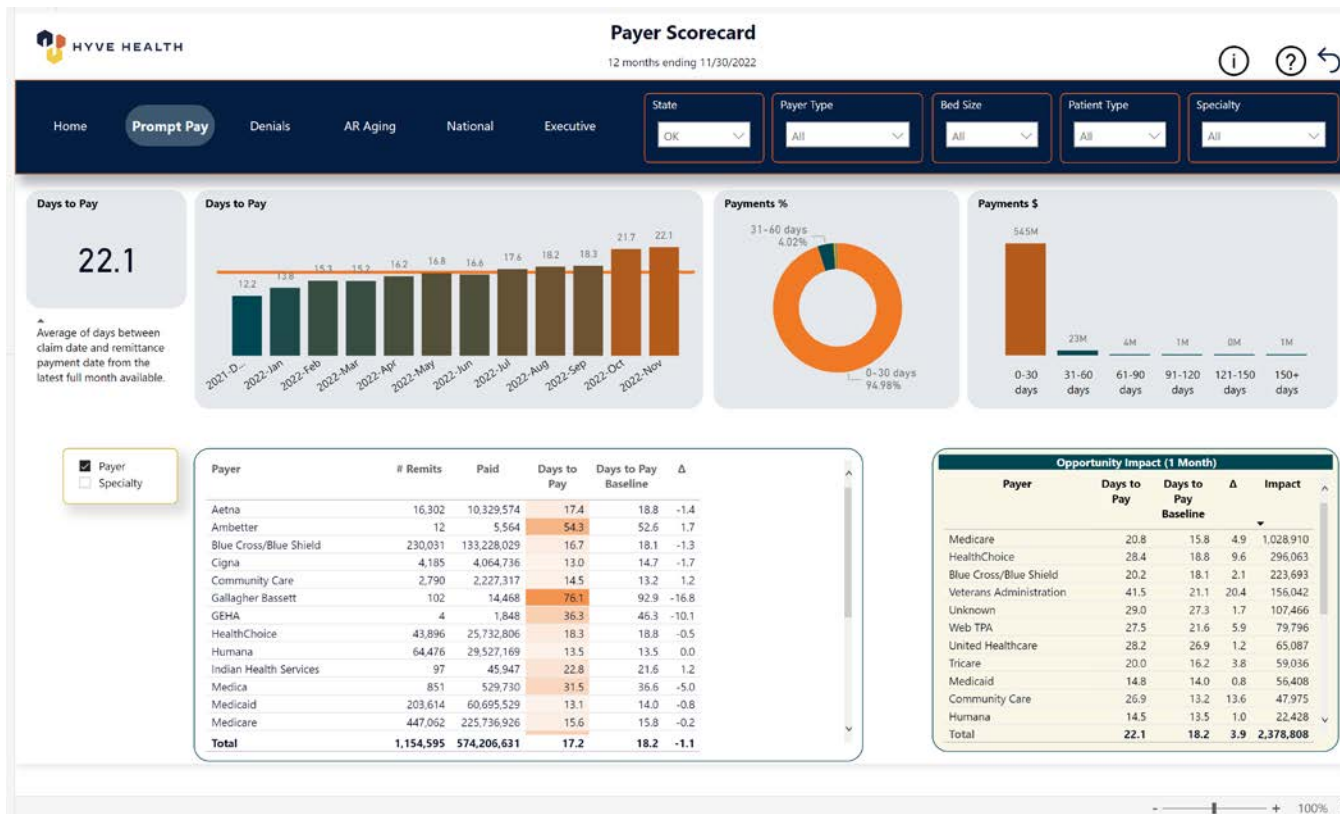 HYVE HEALTH
Payer Scorecard
12 months ending 11/30/2022
Home Prompt Pay Denials AR Aging National Executive
State
OK
Payer Type
All
Bed Size
All
Patient Type
All
Specialty
All
Days to Pay
22.1
Average of days between
claim date and remittance
payment date from the
latest full month available.
Days to Pay
12.2 13.8 15.3 15.2 16.2 16.8 16.6 17.6 18.2 18.3 21.7 22.1
2021-D... 2022-Jan 2022-Feb 2022-Mar 2022-Apr 2022-May 2022-Jun 2022-Jul 2022-Aug 2022-Sep 2022-Oct 2022-Nov
Payments %
31-60 days
4.02%
0-30 days
94.98%
Payments $
545M 23M 4M 1M 0M 1M
0-30 days
31-60 days
61-90 days
91-120 days
121-150 days
150+ days
Payer
Specialty
Payer # Remits Paid Days to Pay Days to Pay Baseline Δ
Aetna 16,302 10,329,574 17.4 18.8 -1.4
Ambetter 12 5,564 54.3 52.6 1.7
Blue Cross/Blue Shield 230,031 133,228,029 16.7 18.1 -1.3
Cigna 4,185 4,064,736 13.0 14.7 -1.7
Community Care 2,790 2,227,317 14.5 13.2 1.2
Gallagher Bassett 102 14,468 76.1 92.9 -16.8
GEHA 4 1,848 36.3 46.3 -10.1
HealthChoice 43,896 25,732,806 18.3 18.8 -0.5
Humana 64,476 29,527,169 13.5 13.5 0.0
Indian Health Services 97 45,947 22.8 21.6 1.2
Medica 851 529,730 31.5 36.6 -5.0
Medicaid 203,614 60,695,529 13.1 14.0 -0.8
Medicare 447,062 225,736,926 15.6 15.8 -0.2
Total 1,154,595 574,206,631 17.2 18.2 -1.1
Opportunity Impact (1 Month)
Payer Days to Pay Days to Pay Baseline Δ Impact
Medicare 20.8 15.8 4.9 1,028,910
HealthChoice 28.4 18.8 9.6 296,063
Blue Cross/Blue Shield 20.2 18.1 2.1 223,693
Veterans Administration 41.5 21.1 20.4 156,042
Unknown 29.0 27.3 1.7 107,466
Web TPA 27.5 21.6 5.9 79,796
United Healthcare 28.2 26.9 1.2 65,087
Tricare 20.0 16.2 3.8 59,036
Medicaid 14.8 14.0 0.8 56,408
Community Care 26.9 13.2 13.6 47,975
Humana 14.5 13.5 1.0 22,428
Total 22.1 18.2 3.9 2,378,808
- + 100%